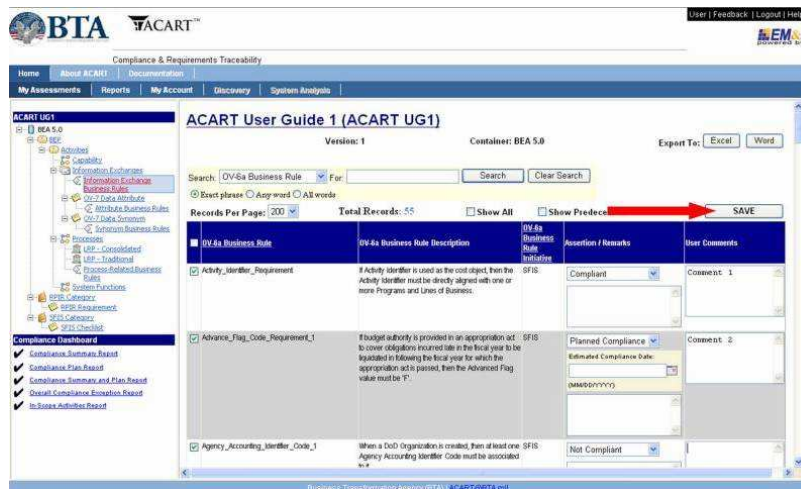 User | Feedback | Logout | Help
BTA
TACART™
EM&
powered by
Compliance & Requirements Traceability
Home
About ACART
Documentation
My Assessments
Reports
My Account
Discovery
System Analysis
ACART UG1
BEA 5.0
BEP
Activities
Capability
Information Exchanges
Information Exchange
Business Rules
OV-7 Data Attribute
Attribute Business Rules
OV-7 Data Synonym
Synonym Business Rules
Processes
LRP - Consolidated
LRP - Traditional
Process-Related Business
Rules
System Functions
RFIR Category
RFIR Requirement
SFIS Category
SFIS Checklist
Compliance Dashboard
Compliance Summary Report
Compliance Plan Report
Compliance Summary and Plan Report
Overall Compliance Exception Report
In-Scope Activities Report
ACART User Guide 1 (ACART UG1)
Version: 1
Container: BEA 5.0
Export To:
Excel
Word
Search:
OV-6a Business Rule
For
Search
Clear Search
Exact phrase
Any word
All words
Records Per Page:
200
Total Records: 55
Show All
Show Predece
SAVE
OV-6a Business Rule
OV-6a Business Rule Description
OV-6a
Business
Rule
Initiative
Assertion / Remarks
User Comments
Activity_Identifier_Requirement
If Activity Identifier is used as the cost object, then the
Activity Identifier must be directly aligned with one or
more Programs and Lines of Business.
SFIS
Compliant
Comment 1
Advance_Flag_Code_Requirement_1
If budget authority is provided in an appropriation act
to cover obligations incurred late in the fiscal year to be
liquidated in following the fiscal year for which the
appropriation act is passed, then the Advanced Flag
value must be 'F'.
SFIS
Planned Compliance
Estimated Compliance Date:
(MM/DD/YYYY)
Comment 2
Agency_Accounting_Identifier_Code_1
When a DoD Organization is created, then at least one
Agency Accounting Identifier Code must be associated
SFIS
Not Compliant
Business Transformation Agency (BTA) | ACART@BTA.mil